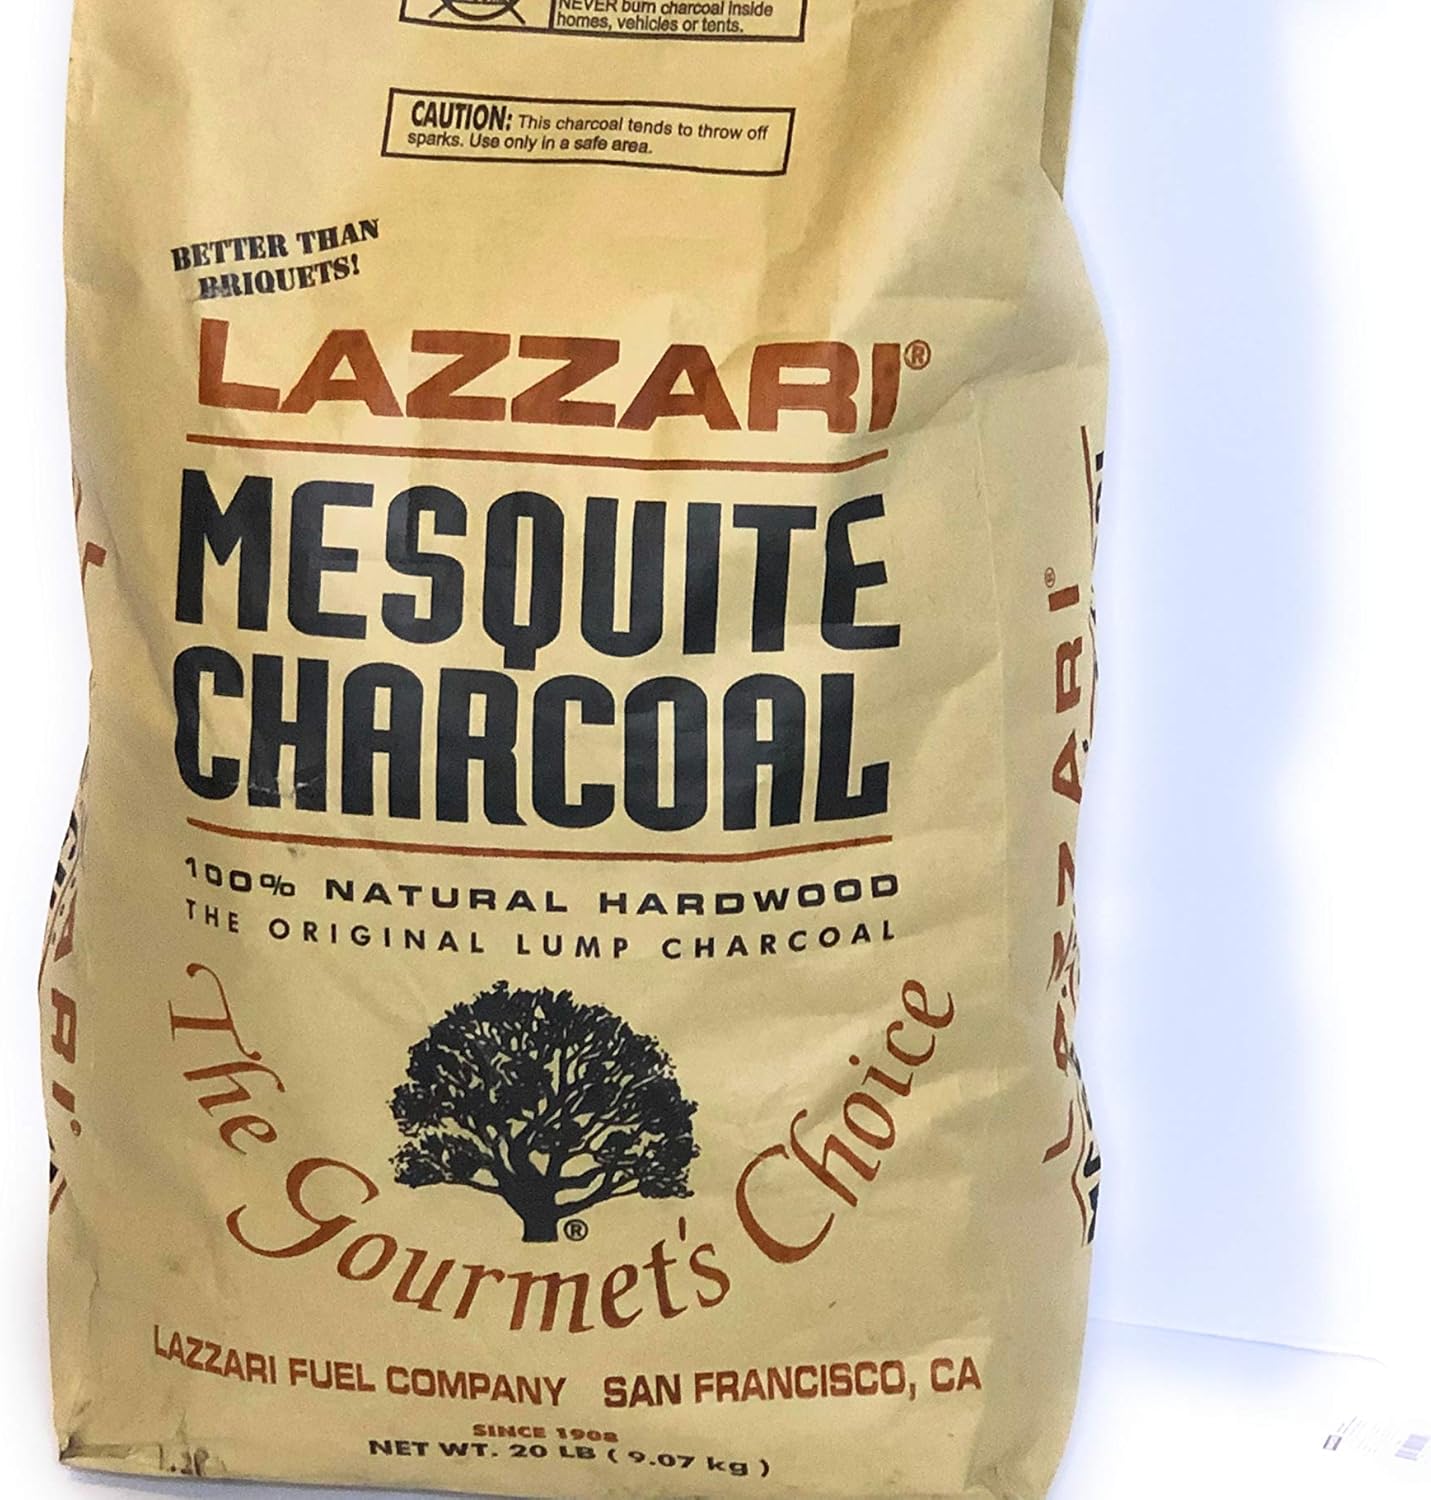 NEVER burn charcoal inside
homes, vehicles or tents.
CAUTION: This charcoal tends to throw off
sparks. Use only in a safe area.
BETTER THAN
BRIQUETS!
LAZZARI®
MESQUITE
CHARCOAL
100% NATURAL HARDWOOD
THE ORIGINAL LUMP CHARCOAL
The Gourmet's Choice
®
LAZZARI FUEL COMPANY SAN FRANCISCO, CA
SINCE 1908
NET WT. 20 LB ( 9.07 kg )
LAZZARI®